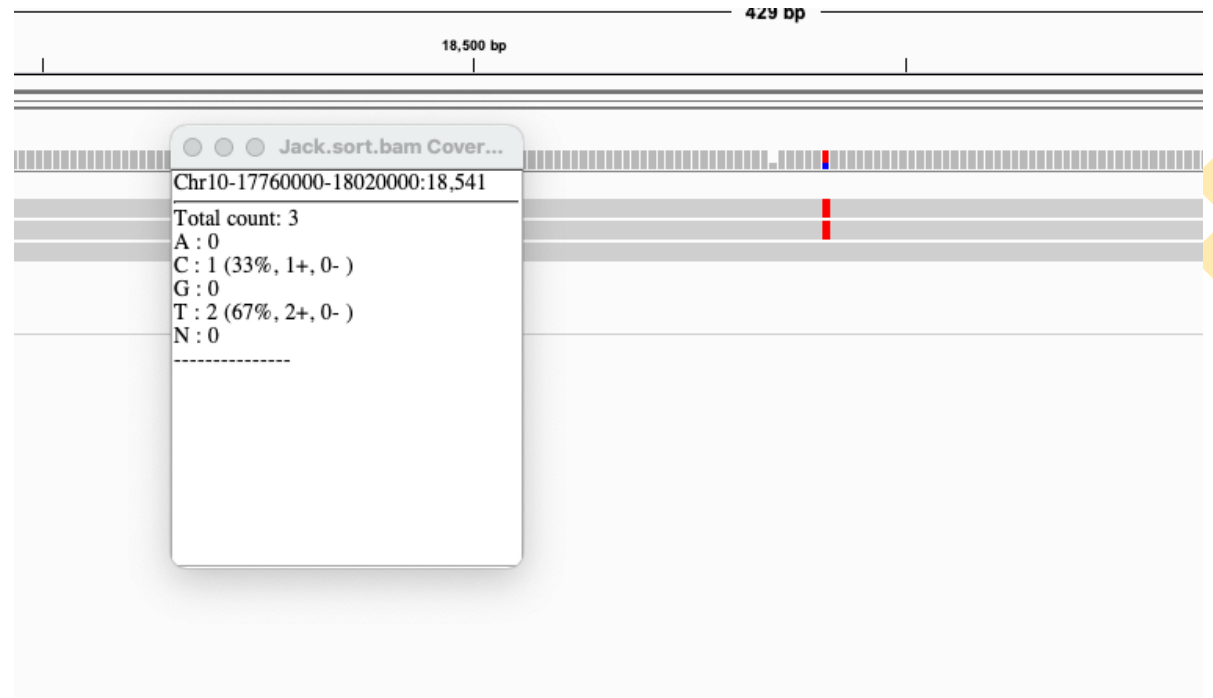 429 bp
18,500 bp
Jack.sort.bam Cover...
Chr10-17760000-18020000:18,541
Total count: 3
A : 0
C : 1 (33%, 1+, 0- )
G : 0
T : 2 (67%, 2+, 0- )
N : 0
---------------